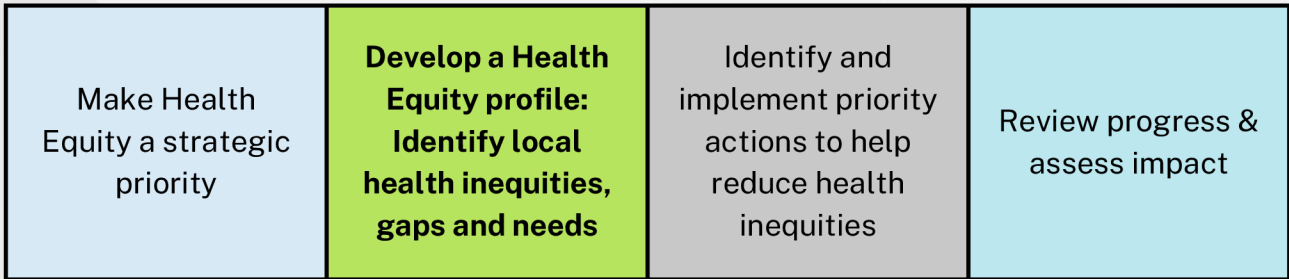 Make Health
Equity a strategic
priority
Develop a Health
Equity profile:
Identify local
health inequities,
gaps and needs
Identify and
implement priority
actions to help
reduce health
inequities
Review progress &
assess impact